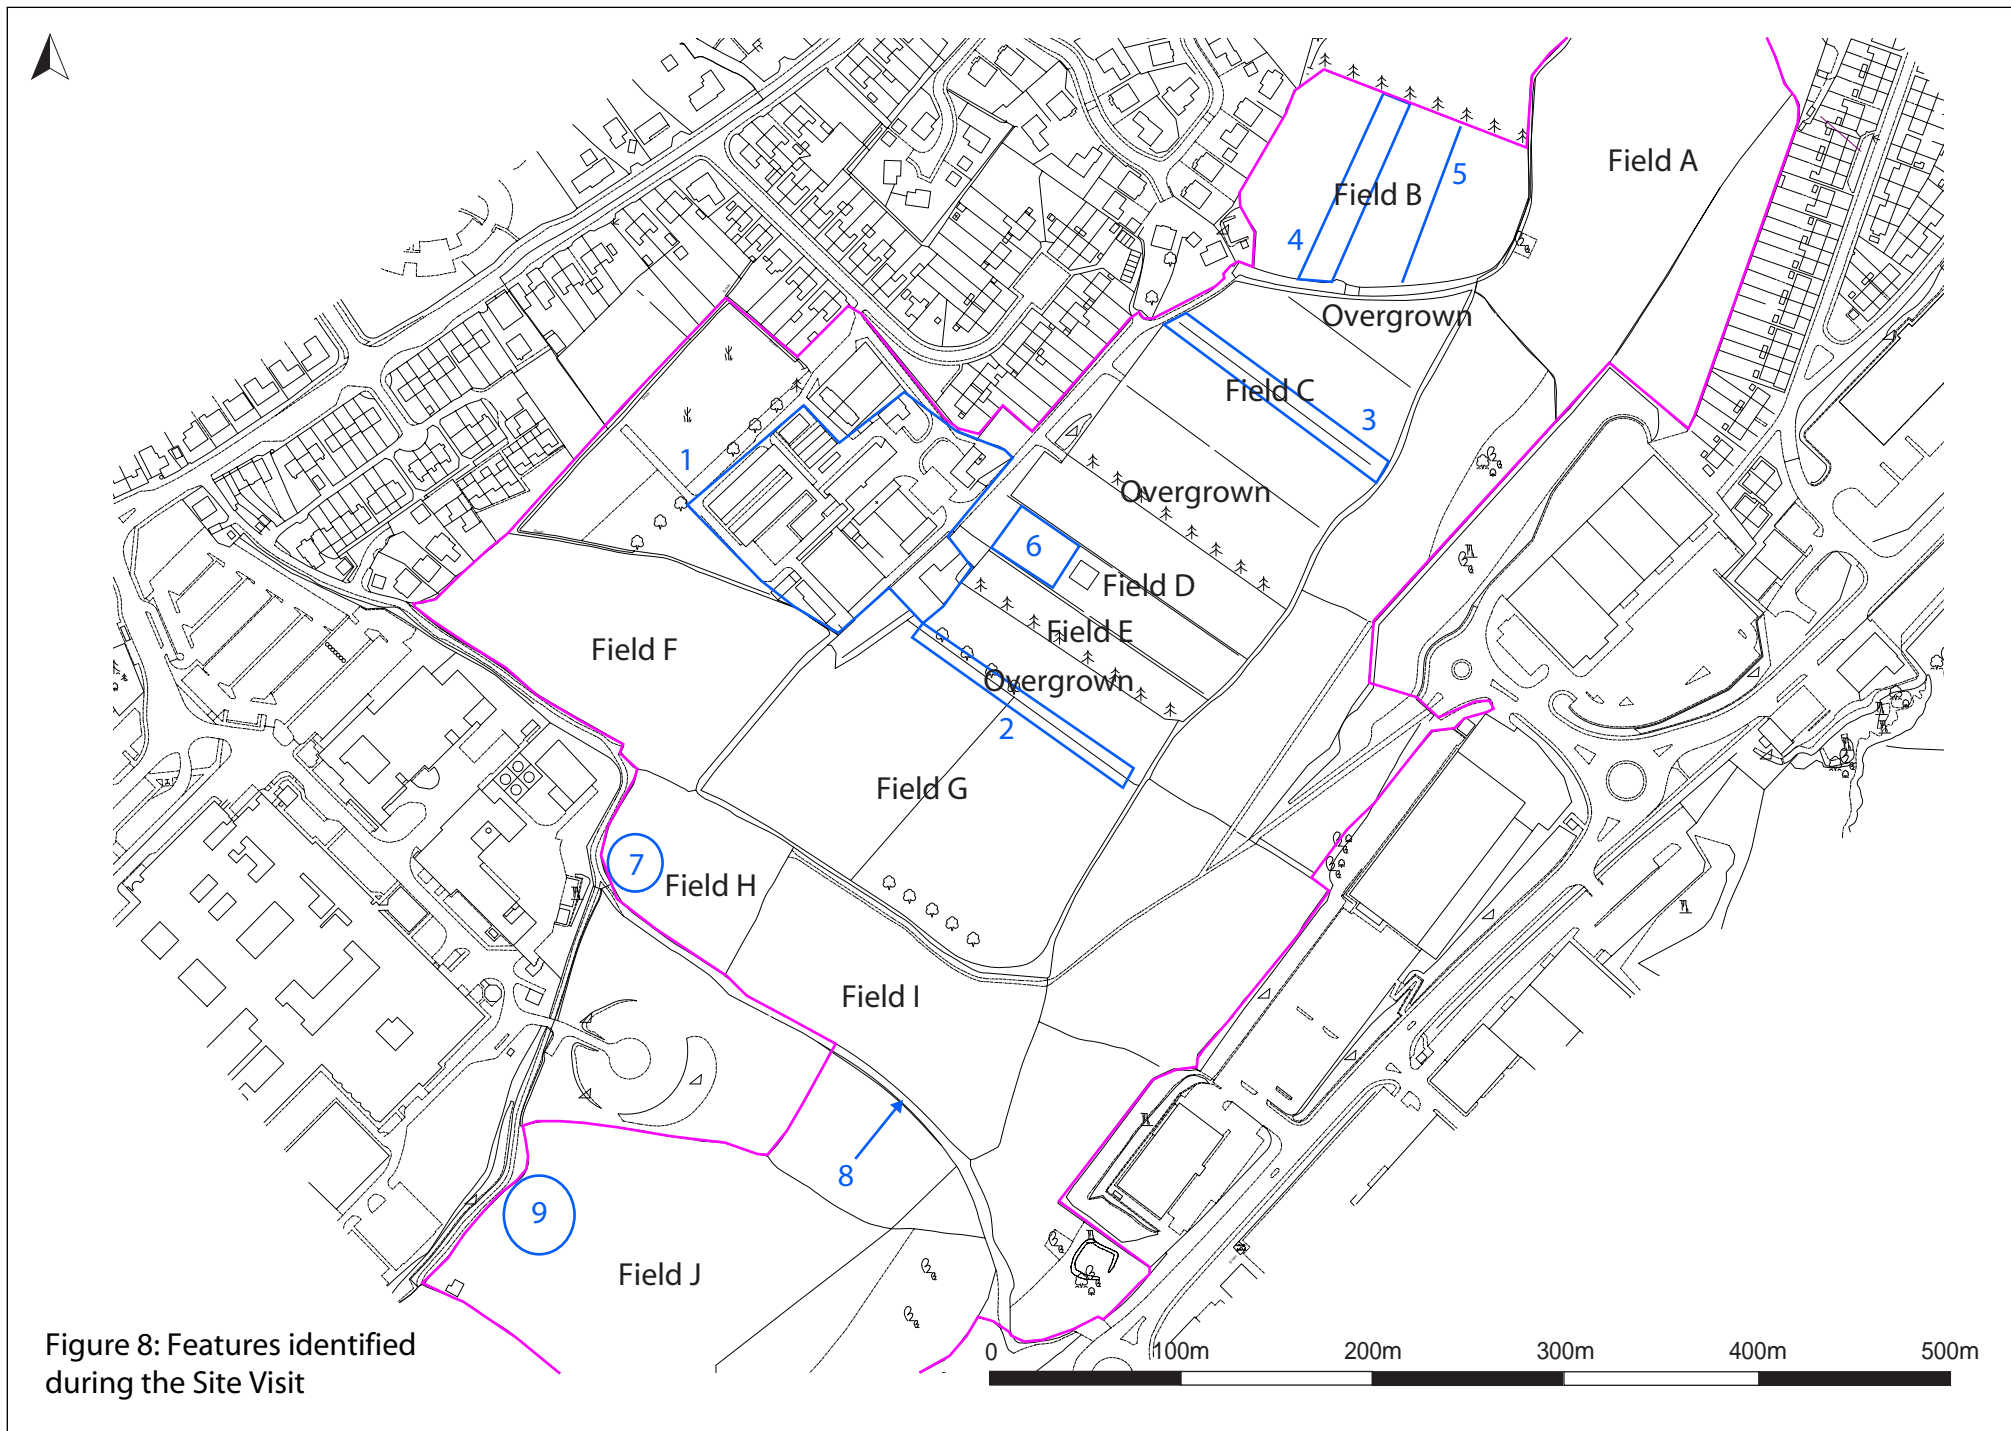 Field A
5
Field B
4
Overgrown
Field C
3
1
Overgrown
6
Field D
Field E
Field F
Overgrown
2
Field G
7
Field H
Field I
8
9
Field J
Figure 8: Features identified
during the Site Visit
0 100m 200m 300m 400m 500m